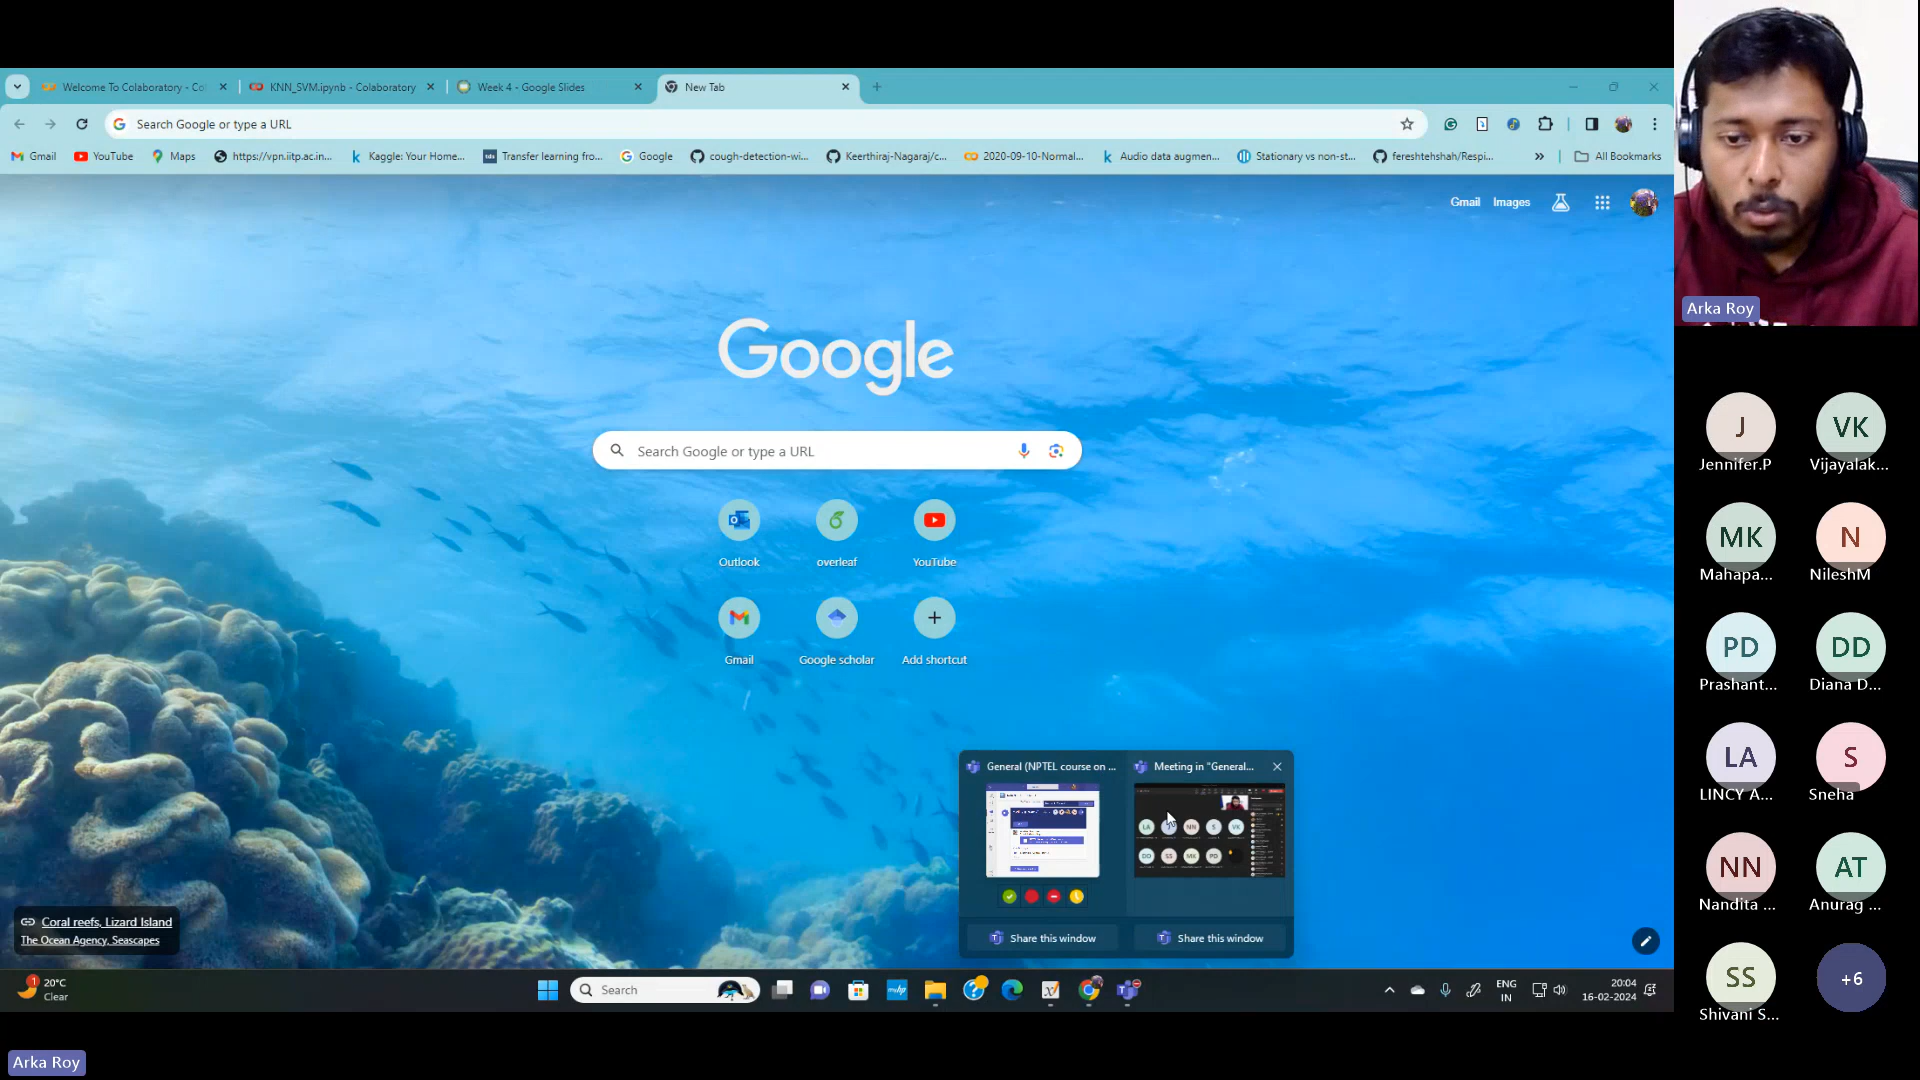 Welcome To Colaboratory - Co
KNN_SVM.ipynb - Colaboratory
Week 4 - Google Slides
New Tab
Search Google or type a URL
Gmail
YouTube
Maps
https://vpn.iitp.ac.in...
Kaggle: Your Home...
Transfer learning fro...
Google
cough-detection-wi...
Keerthiraj-Nagaraj/c...
2020-09-10-Normal...
Audio data augmen...
Stationary vs non-st...
fereshtehshah/Respi...
»
All Bookmarks
Gmail
Images
Google
Search Google or type a URL
Outlook
overleaf
YouTube
Gmail
Google scholar
Add shortcut
Coral reefs, Lizard Island
The Ocean Agency, Seascapes
General (NPTEL course on ...
Meeting in "General...
Share this window
Share this window
1
20°C
Clear
Search
ENG
IN
20:04
16-02-2024
Arka Roy
Arka Roy
J
Jennifer.P
VK
Vijayalak...
MK
Mahapa...
N
NileshM
PD
Prashant...
DD
Diana D...
LA
LINCY A...
S
Sneha
NN
Nandita ...
AT
Anurag ...
SS
Shivani S...
+6